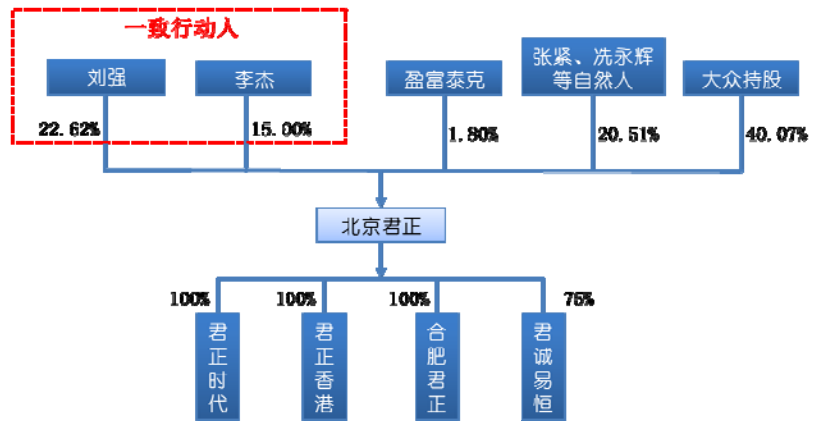 一致行动人
刘强
李杰
盈富泰克
张紧、冼永辉
等自然人
大众持股
22.62%
15.00%
1.80%
20.51%
40.07%
北京君正
100%
100%
100%
75%
君正时代
君正香港
合肥君正
君诚易恒